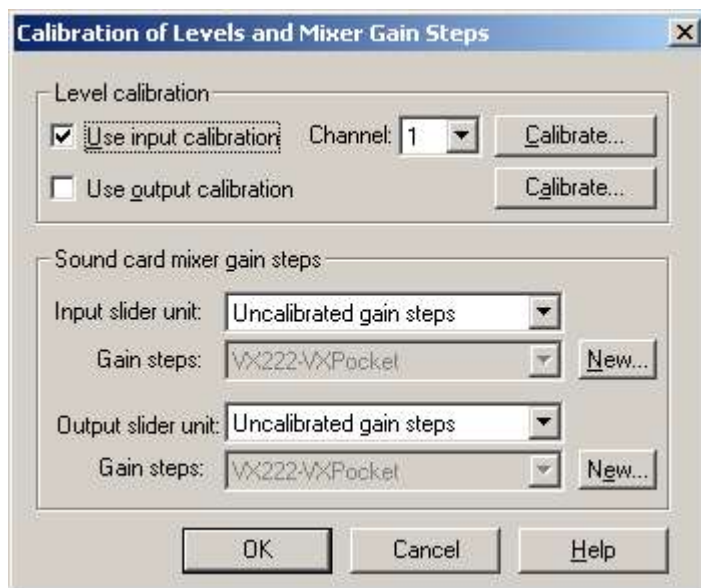 Calibration of Levels and Mixer Gain Steps
Level calibration
Use input calibration Channel: 1 Calibrate...
Use output calibration Calibrate...
Sound card mixer gain steps
Input slider unit: Uncalibrated gain steps
Gain steps: VX222-VXPocket New...
Output slider unit: Uncalibrated gain steps
Gain steps: VX222-VXPocket New...
OK Cancel Help